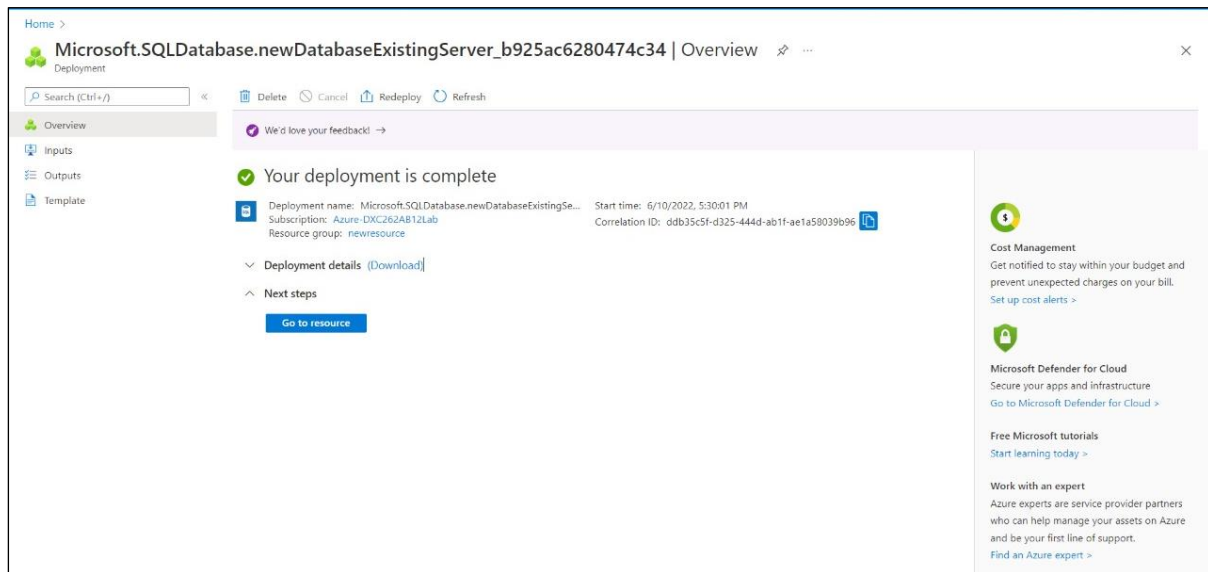 Home >
Microsoft.SQLDatabase.newDatabaseExistingServer_b925ac6280474c34 | Overview
Deployment
Search (Ctrl+/)
Overview
Inputs
Outputs
Template
Delete
Cancel
Redeploy
Refresh
We'd love your feedback! →
Your deployment is complete
Deployment name: Microsoft.SQLDatabase.newDatabaseExistingSe...
Subscription: Azure-DXC262AB12Lab
Resource group: newresource
Start time: 6/10/2022, 5:30:01 PM
Correlation ID: ddb35c5f-d325-444d-ab1f-ae1a58039b96
Deployment details (Download)
Next steps
Go to resource
Cost Management
Get notified to stay within your budget and
prevent unexpected charges on your bill.
Set up cost alerts >
Microsoft Defender for Cloud
Secure your apps and infrastructure
Go to Microsoft Defender for Cloud >
Free Microsoft tutorials
Start learning today >
Work with an expert
Azure experts are service provider partners
who can help manage your assets on Azure
and be your first line of support.
Find an Azure expert >